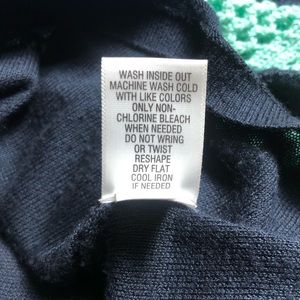 WASH INSIDE OUT
MACHINE WASH COLD
WITH LIKE COLORS
ONLY NON-
CHLORINE BLEACH
WHEN NEEDED
DO NOT WRING
OR TWIST
RESHAPE
DRY FLAT
COOL IRON
IF NEEDED